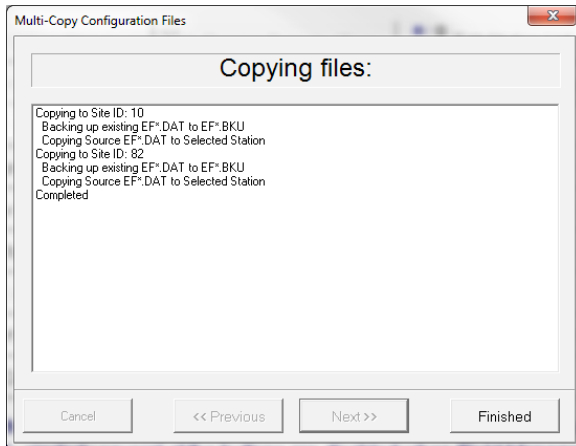 Multi-Copy Configuration Files
Copying files:
Copying to Site ID: 10
Backing up existing EF*.DAT to EF*.BKU
Copying Source EF*.DAT to Selected Station
Copying to Site ID: 82
Backing up existing EF*.DAT to EF*.BKU
Copying Source EF*.DAT to Selected Station
Completed
Cancel
<< Previous
Next >>
Finished